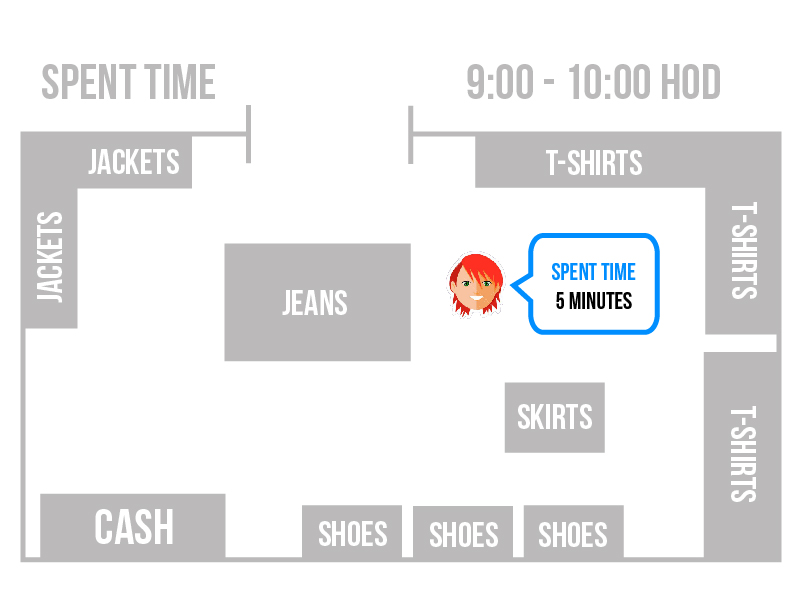 SPENT TIME
9:00 - 10:00 HOD
JACKETS
T-SHIRTS
JACKETS
T-SHIRTS
SPENT TIME
5 MINUTES
JEANS
SKIRTS
T-SHIRTS
CASH
SHOES
SHOES
SHOES